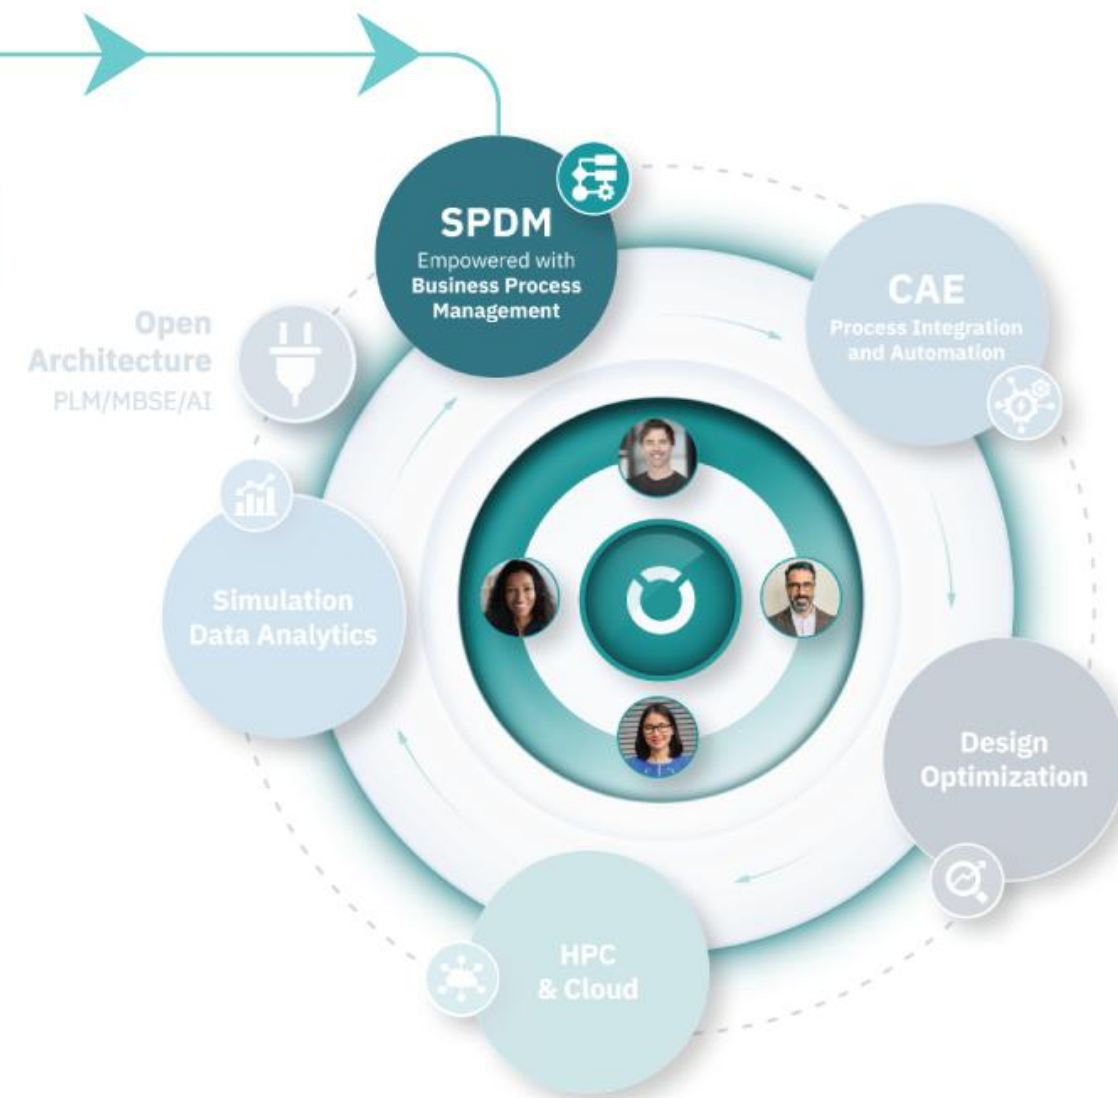 SPDM
Empowered with
Business Process
Management
CAE
Process Integration
and Automation
Open
Architecture
PLM/MBSE/AI
Simulation
Data Analytics
Design
Optimization
HPC
& Cloud